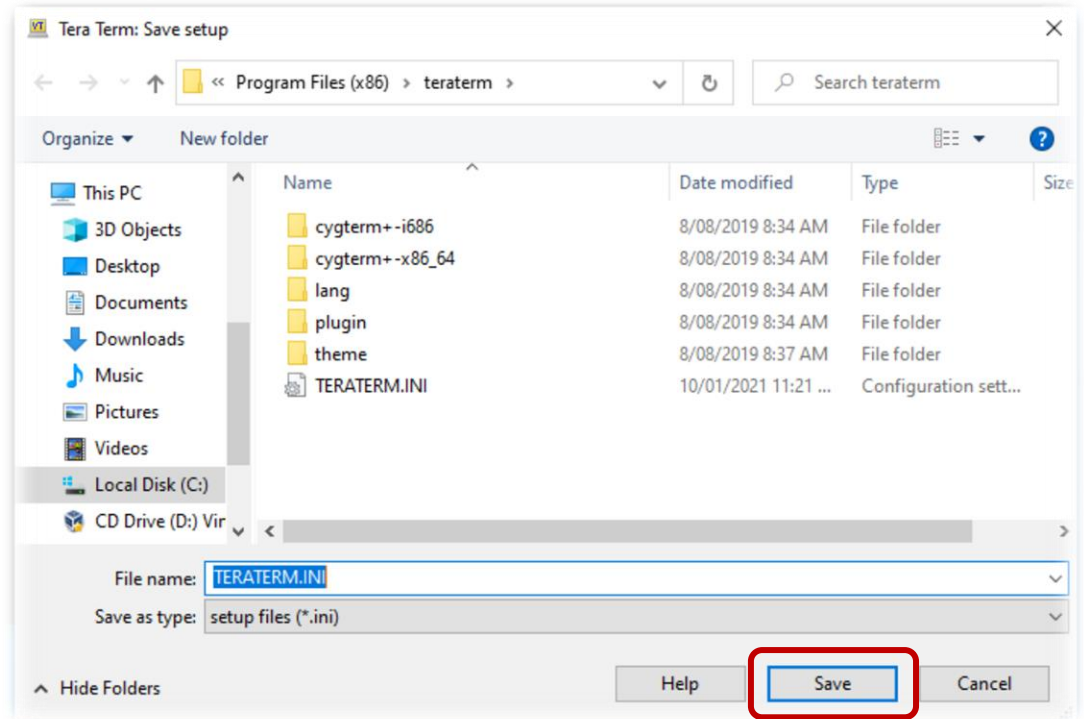 VT Tera Term: Save setup
« Program Files (x86) > teraterm > Search teraterm
Organize New folder ?
Name Date modified Type Size
This PC
3D Objects
Desktop
Documents
Downloads
Music
Pictures
Videos
Local Disk (C:)
CD Drive (D:) Vir
cygterm+-i686 8/08/2019 8:34 AM File folder
cygterm+-x86_64 8/08/2019 8:34 AM File folder
lang 8/08/2019 8:34 AM File folder
plugin 8/08/2019 8:34 AM File folder
theme 8/08/2019 8:37 AM File folder
TERATERM.INI 10/01/2021 11:21 ... Configuration sett...
File name: TERATERM.INI
Save as type: setup files (*.ini)
Hide Folders Help Save Cancel